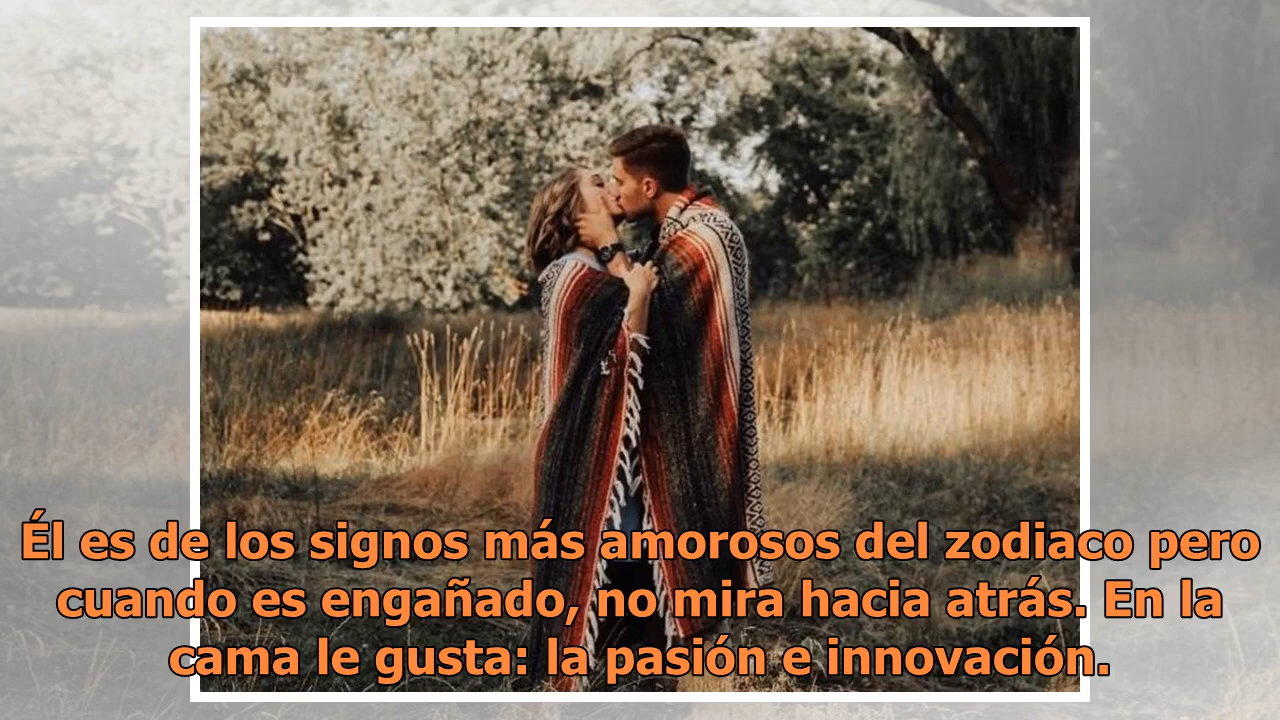 Él es de los signos más amorosos del zodiaco pero
cuando es engañado, no mira hacia atrás. En la
cama le gusta: la pasión e innovación.